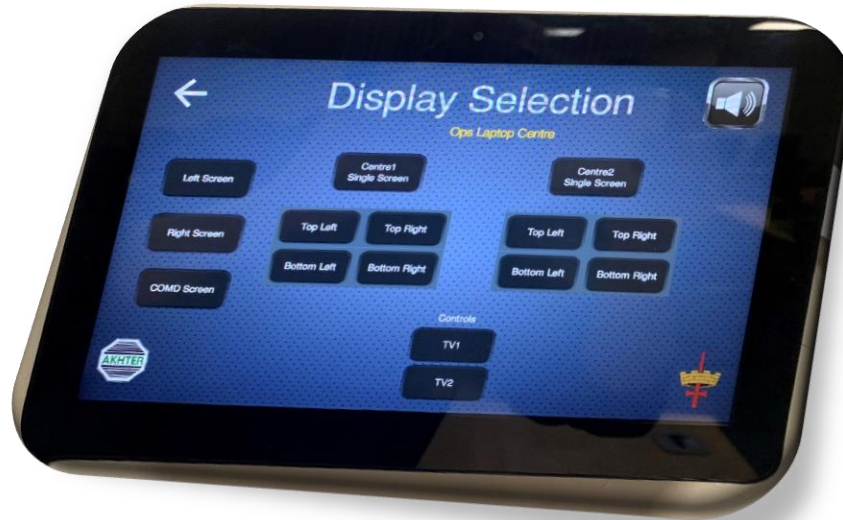 Display Selection
Ops Laptop Centre
Left Screen
Centre1
Single Screen
Centre2
Single Screen
Right Screen
Top Left
Top Right
Top Left
Top Right
COMD Screen
Bottom Left
Bottom Right
Bottom Left
Bottom Right
Controls
TV1
TV2
AKHTER